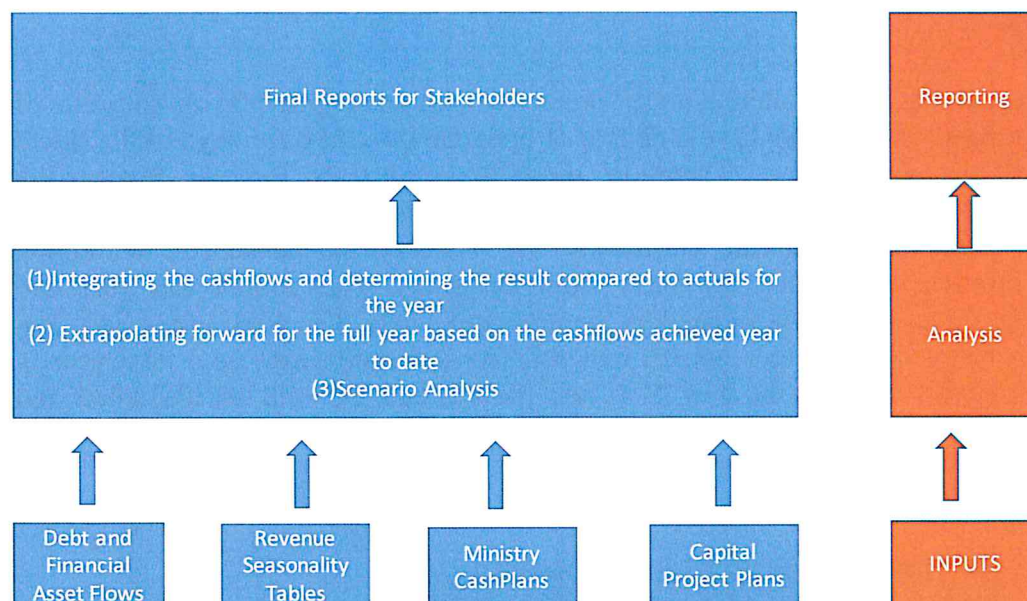 Final Reports for Stakeholders
Reporting
(1)Integrating the cashflows and determining the result compared to actuals for
the year
(2) Extrapolating forward for the full year based on the cashflows achieved year
to date
(3)Scenario Analysis
Analysis
Debt and
Financial
Asset Flows
Revenue
Seasonality
Tables
Ministry
CashPlans
Capital
Project Plans
INPUTS